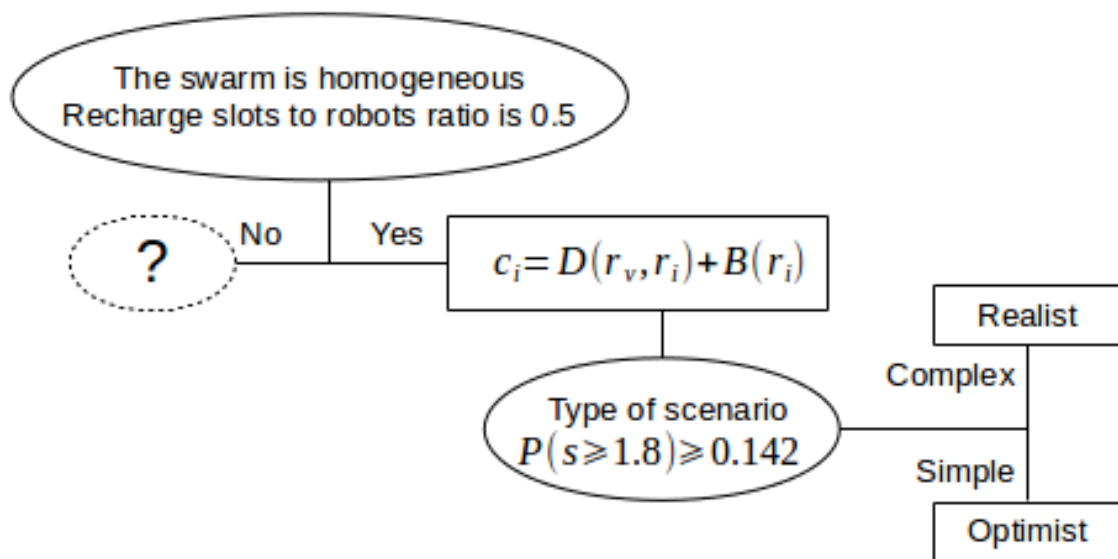 The swarm is homogeneous
Recharge slots to robots ratio is 0.5
No
Yes
?
c_i = D(r_v, r_i) + B(r_i)
Realist
Complex
Type of scenario
P(s⩾1.8)⩾0.142
Simple
Optimist